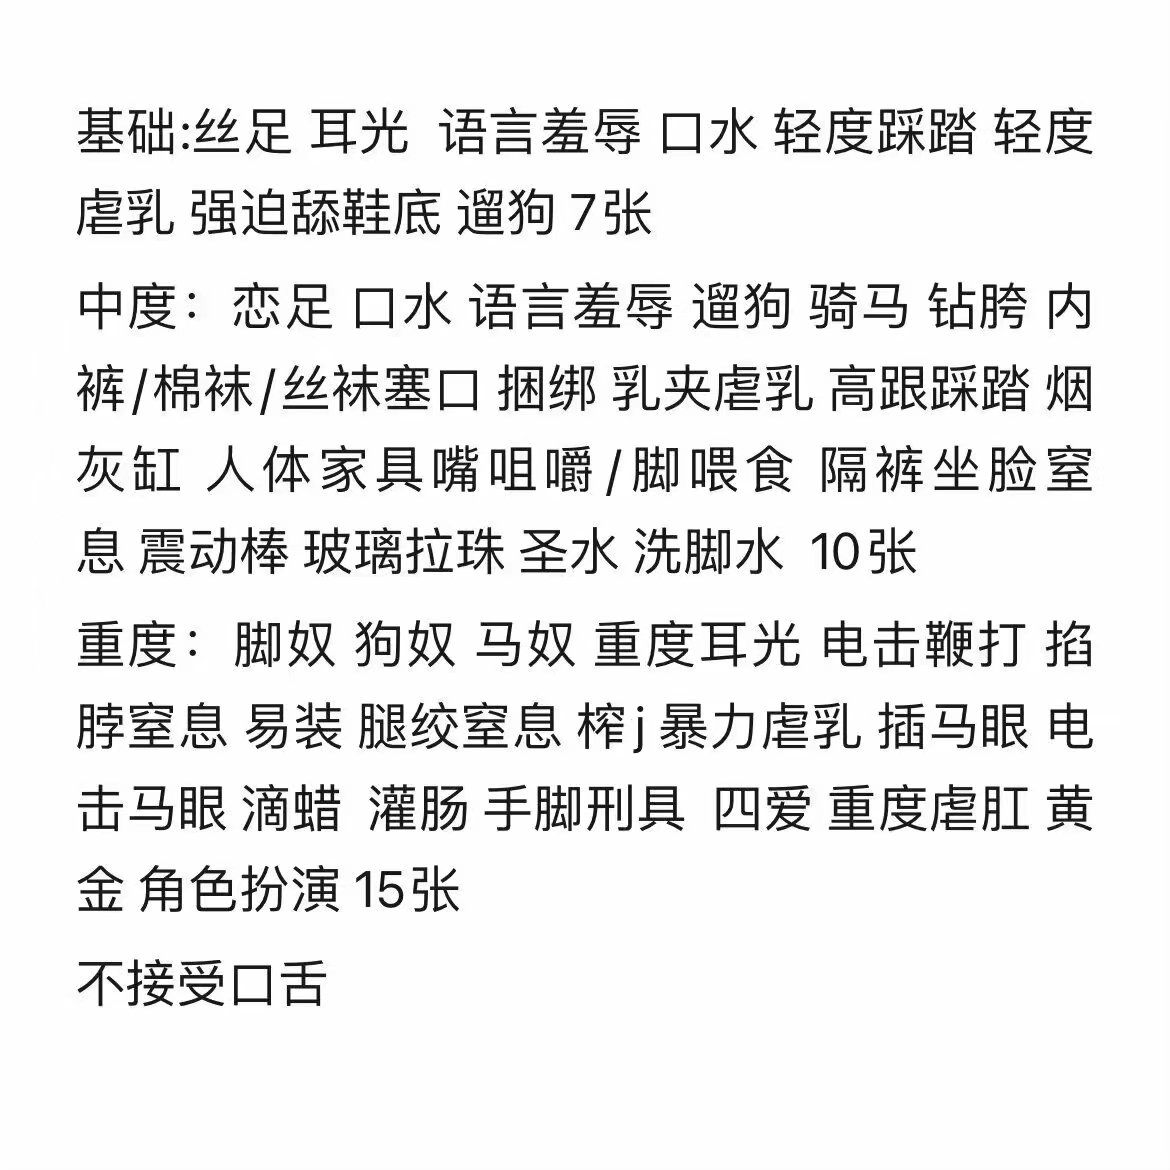 基础:丝足 耳光 语言羞辱 口水 轻度踩踏 轻度
虐乳 强迫舔鞋底 遛狗 7张
中度：恋足 口水 语言羞辱 遛狗 骑马 钻胯 内
裤/棉袜/丝袜塞口 捆绑 乳夹虐乳 高跟踩踏 烟
灰缸 人体家具嘴咀嚼/脚喂食 隔裤坐脸窒
息 震动棒 玻璃拉珠 圣水 洗脚水 10张
重度：脚奴 狗奴 马奴 重度耳光 电击鞭打 掐
脖窒息 易装 腿绞窒息 榨j 暴力虐乳 插马眼 电
击马眼 滴蜡 灌肠 手脚刑具 四爱 重度虐肛 黄
金 角色扮演 15张
不接受口舌